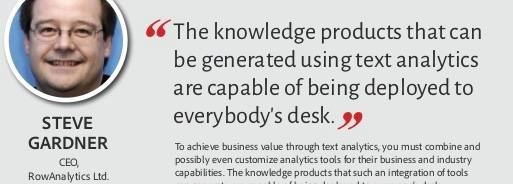 “ The knowledge products that can
be generated using text analytics
are capable of being deployed to
everybody's desk. ”
STEVE
GARDNER
CEO,
RowAnalytics Ltd.
To achieve business value through text analytics, you must combine and
possibly even customize analytics tools for their business and industry
capabilities. The knowledge products that such an integration of tools